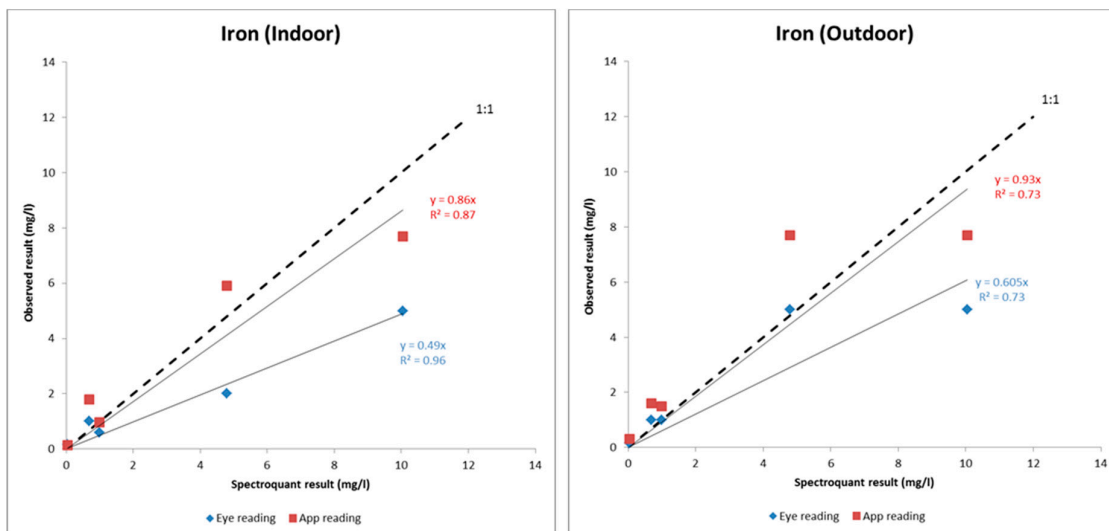 Iron (Indoor)
14
12
10
8
6
4
2
0
0 2 4 6 8 10 12 14
Observed result (mg/l)
Spectroquant result (mg/l)
1:1
y = 0.86x
R² = 0.87
y = 0.49x
R² = 0.96
Eye reading App reading
Iron (Outdoor)
14
12
10
8
6
4
2
0
0 2 4 6 8 10 12 14
Observed result (mg/l)
Spectroquant result (mg/l)
1:1
y = 0.93x
R² = 0.73
y = 0.605x
R² = 0.73
Eye reading App reading